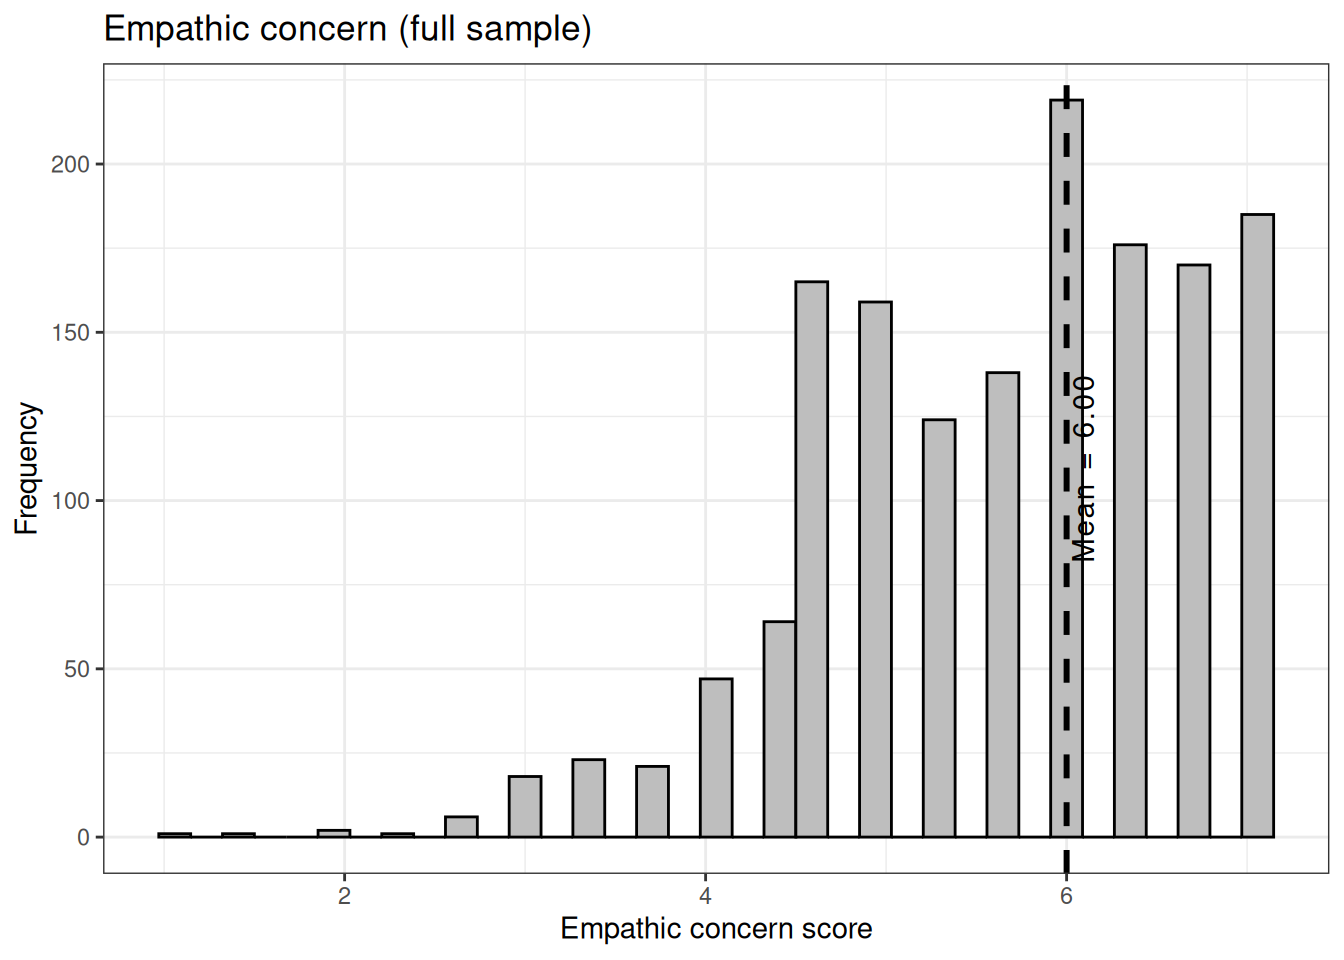 Empathic concern (full sample)
200
150
100
50
0
Frequency
Mean = 6.00
2
4
6
Empathic concern score